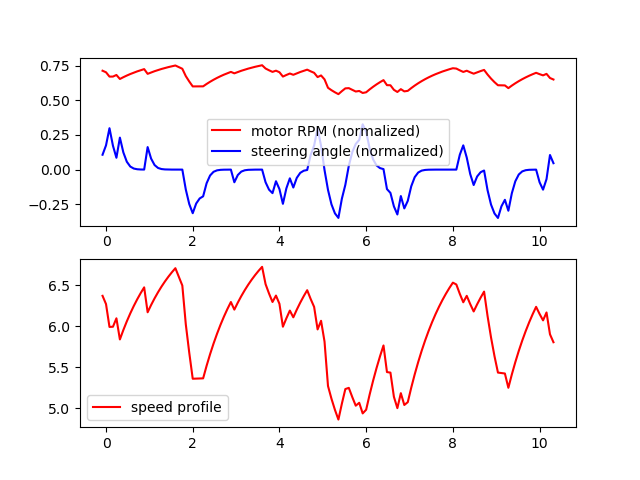 0.75
0.50
0.25
0.00
−0.25
motor RPM (normalized)
steering angle (normalized)
0 2 4 6 8 10
6.5
6.0
5.5
5.0
speed profile
0 2 4 6 8 10